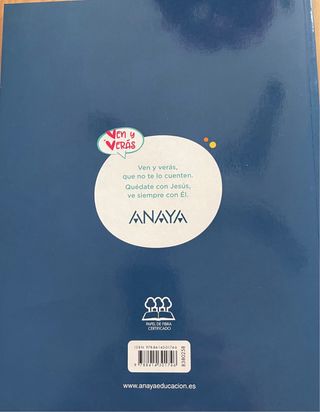 Ven y
Verás
Ven y verás,
que no te lo cuenten.
Quédate con Jesús,
ve siempre con Él.
ANAYA
PAPEL DE FIBRA
CERTIFICADO
www.anayaeducacion.es